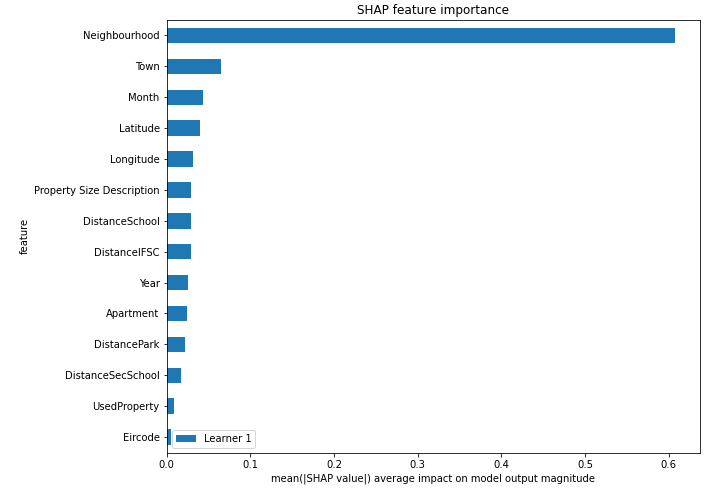 SHAP feature importance
Neighbourhood
Town
Month
Latitude
Longitude
Property Size Description
DistanceSchool
DistanceIFSC
Year
Apartment
DistancePark
DistanceSecSchool
UsedProperty
Eircode
feature
Learner 1
0.0 0.1 0.2 0.3 0.4 0.5 0.6
mean(|SHAP value|) average impact on model output magnitude